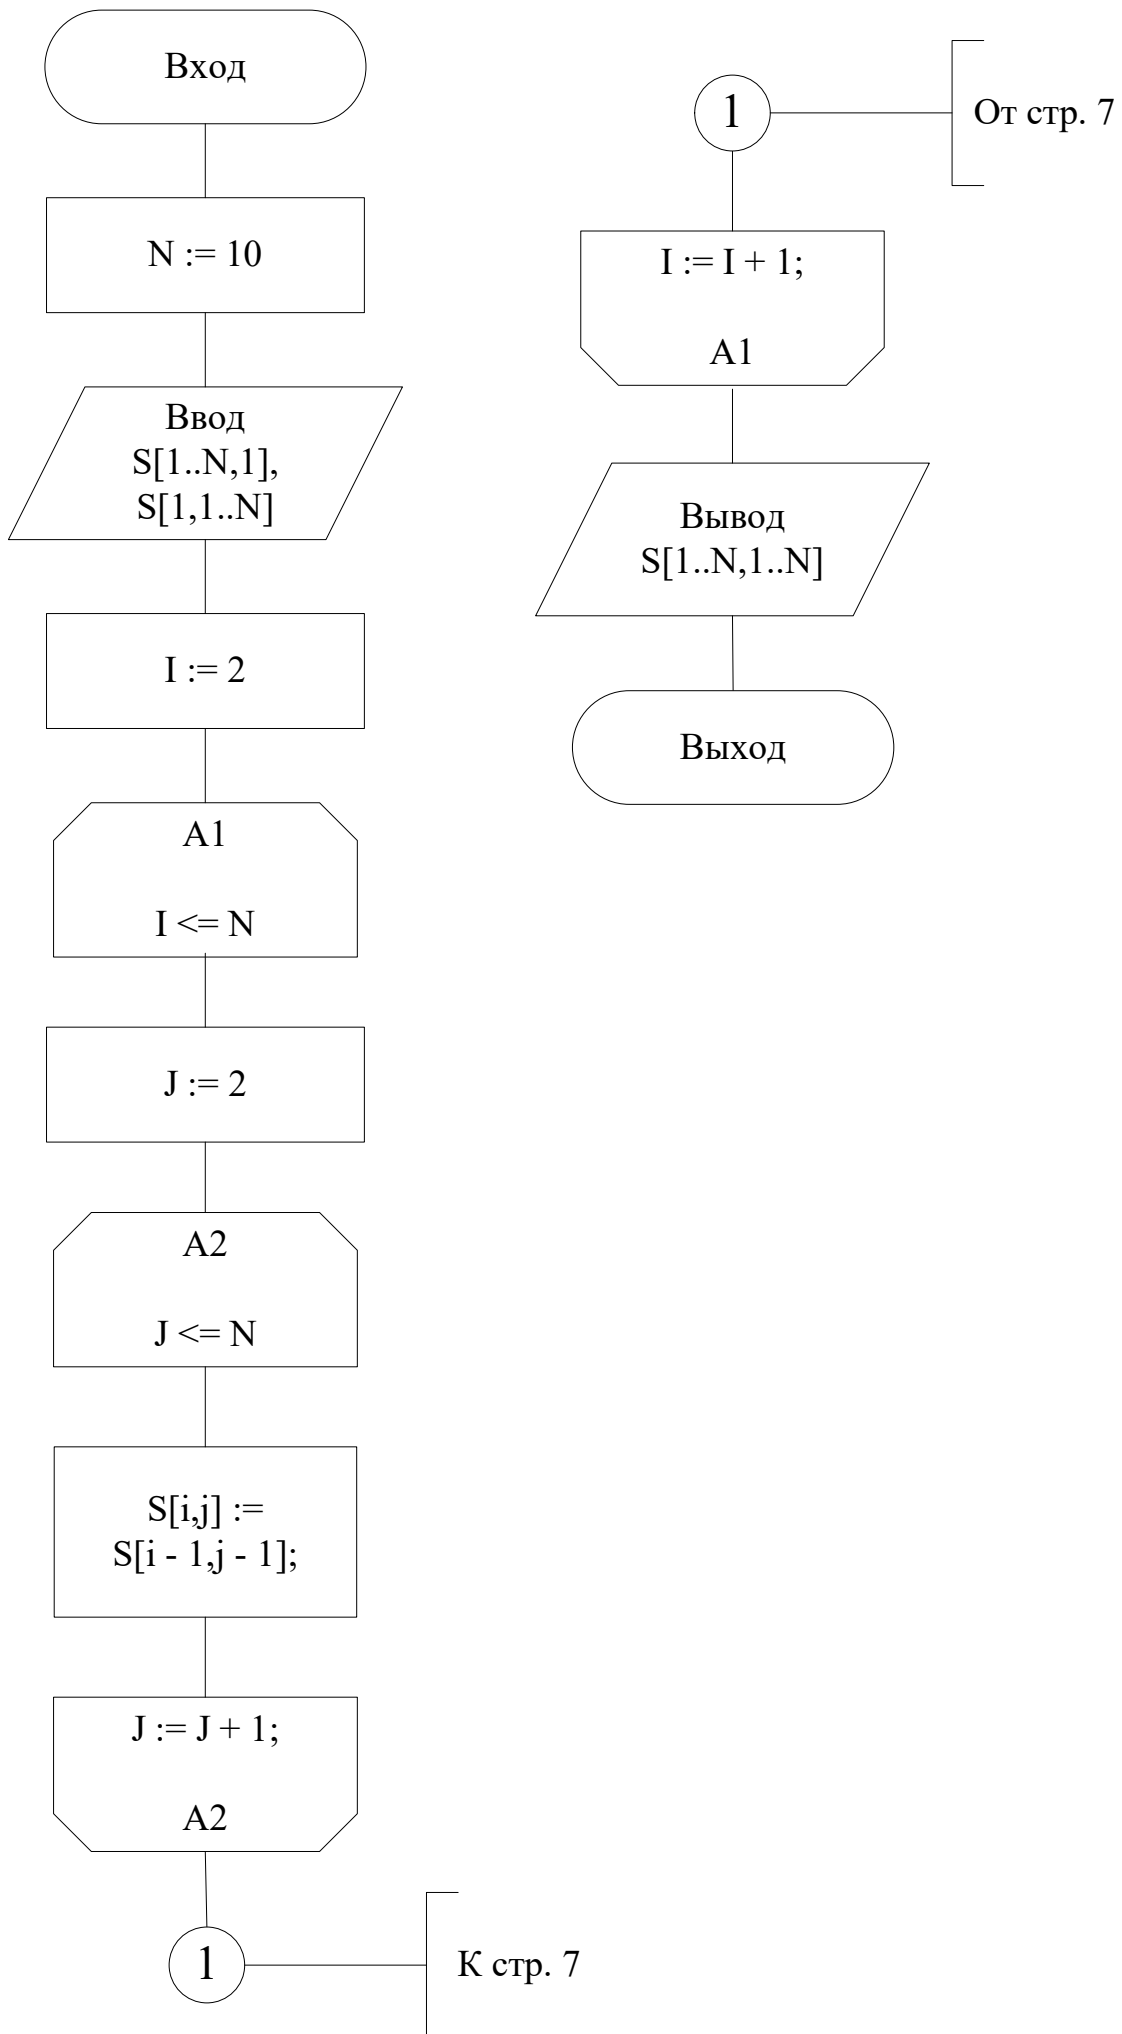 Вход
N := 10
Ввод
S[1..N,1],
S[1,1..N]
I := 2
A1
I <= N
J := 2
A2
J <= N
S[i,j] :=
S[i - 1,j - 1];
J := J + 1;
A2
1
К стр. 7
1
От стр. 7
I := I + 1;
A1
Вывод
S[1..N,1..N]
Выход